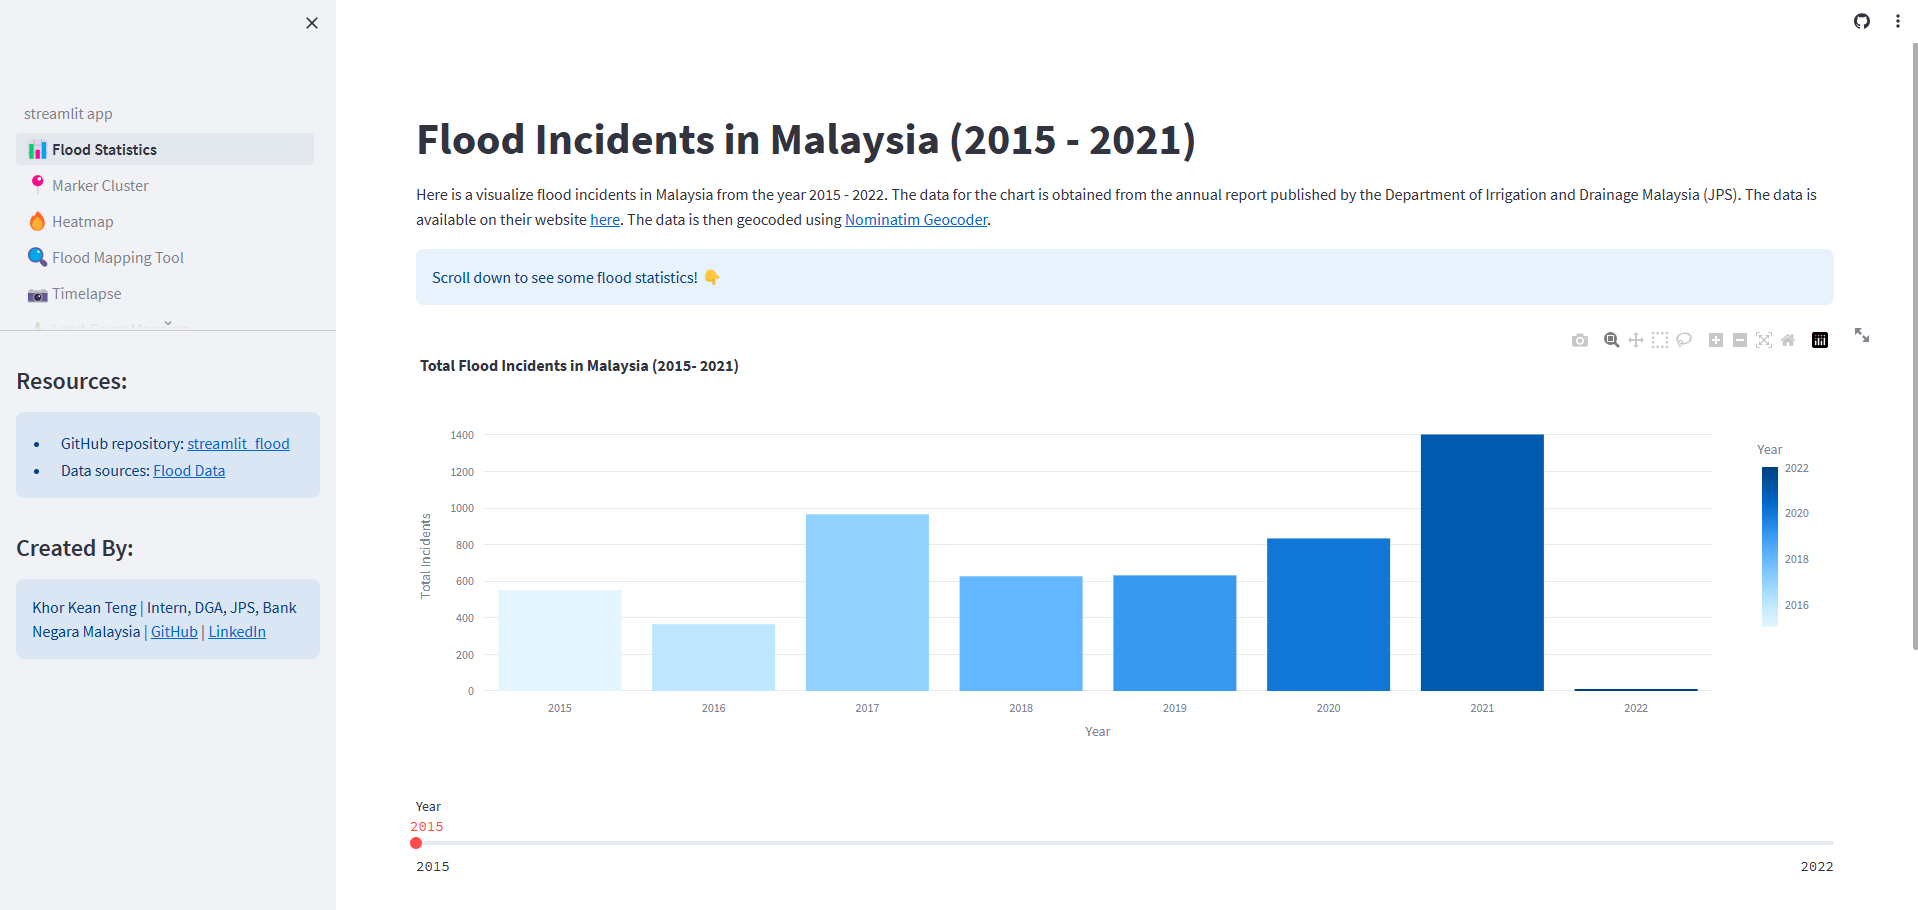 streamlit app
Flood Statistics
Marker Cluster
Heatmap
Flood Mapping Tool
Timelapse
Land Cover Mapping
Resources:
GitHub repository: streamlit_flood
Data sources: Flood Data
Created By:
Khor Kean Teng | Intern, DGA, JPS, Bank
Negara Malaysia | GitHub | LinkedIn
Flood Incidents in Malaysia (2015 - 2021)
Here is a visualize flood incidents in Malaysia from the year 2015 - 2022. The data for the chart is obtained from the annual report published by the Department of Irrigation and Drainage Malaysia (JPS). The data is
available on their website here. The data is then geocoded using Nominatim Geocoder.
Scroll down to see some flood statistics! 👇
Total Flood Incidents in Malaysia (2015- 2021)
1400
1200
1000
800
600
400
200
0
Total Incidents
2015 2016 2017 2018 2019 2020 2021 2022
Year
Year
2022
2020
2018
2016
Year
2015
2015 2022